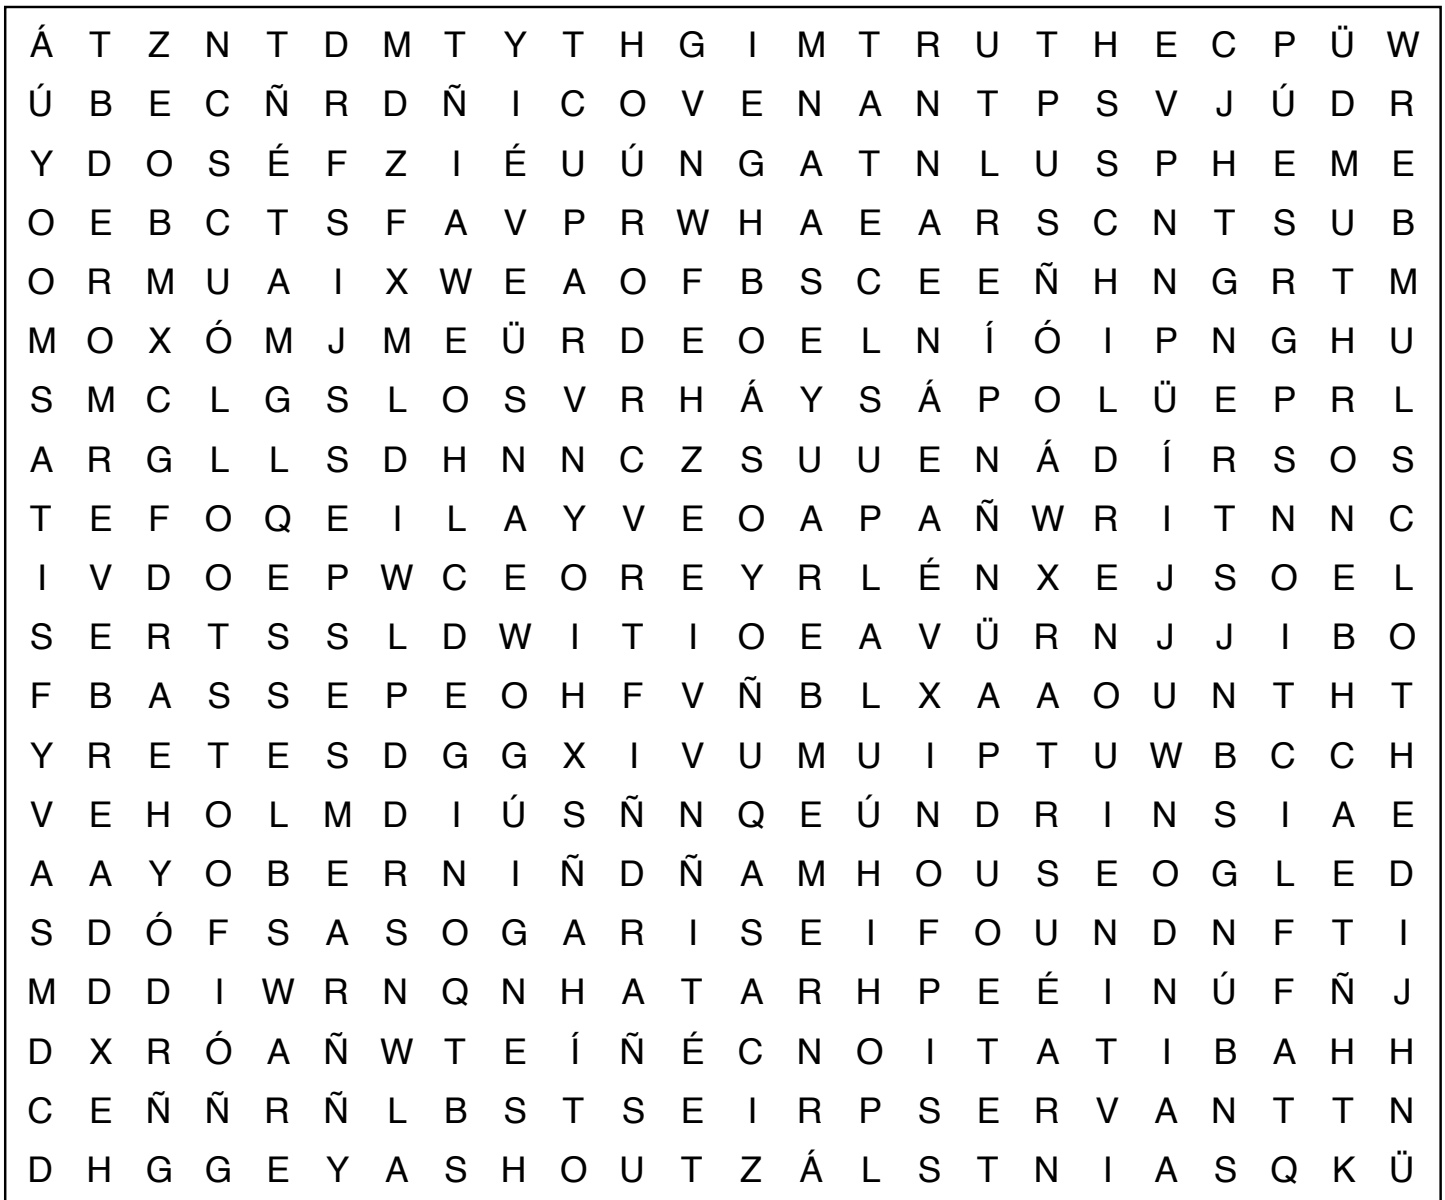 Á T Z N T D M T Y T H G I M T R U T H E C P Ü W
Ú B E C Ñ R D Ñ I C O V E N A N T P S V J Ú D R
Y D O S É F Z I É U Ú N G A T N L U S P H E M E
O E B C T S F A V P R W H A E A R S C N T S U B
O R M U A I X W E A O F B S C E E Ñ H N G R T M
M O X Ó M J M E Ü R D E O E L N Í Ó I P N G H U
S M C L G S L O S V R H Á Y S Á P O L Ü E P R L
A R G L L S D H N N C Z S U U E N Á D Í R S O S
T E F O Q E I L A Y V E O A P A Ñ W R I T N N C
I V D O E P W C E O R E Y R L É N X E J S O E L
S E R T S S L D W I T I O E A V Ü R N J J I B O
F B A S S E P E O H F V Ñ B L X A A O U N T H T
Y R E T E S D G G X I V U M U I P T U W B C C H
V E H O L M D I Ú S Ñ N Q E Ú N D R I N S I A E
A A Y O B E R N I Ñ D Ñ A M H O U S E O G L E D
S D Ó F S A S O G A R I S E I F O U N D N F T I
M D D I W R N Q N H A T A R H P E É I N Ú F Ñ J
D X R Ó A Ñ W T E Í Ñ É C N O I T A T I B A H H
C E Ñ Ñ R Ñ L B S T S E I R P S E R V A N T T N
D H G G E Y A S H O U T Z Á L S T N I A S Q K Ü